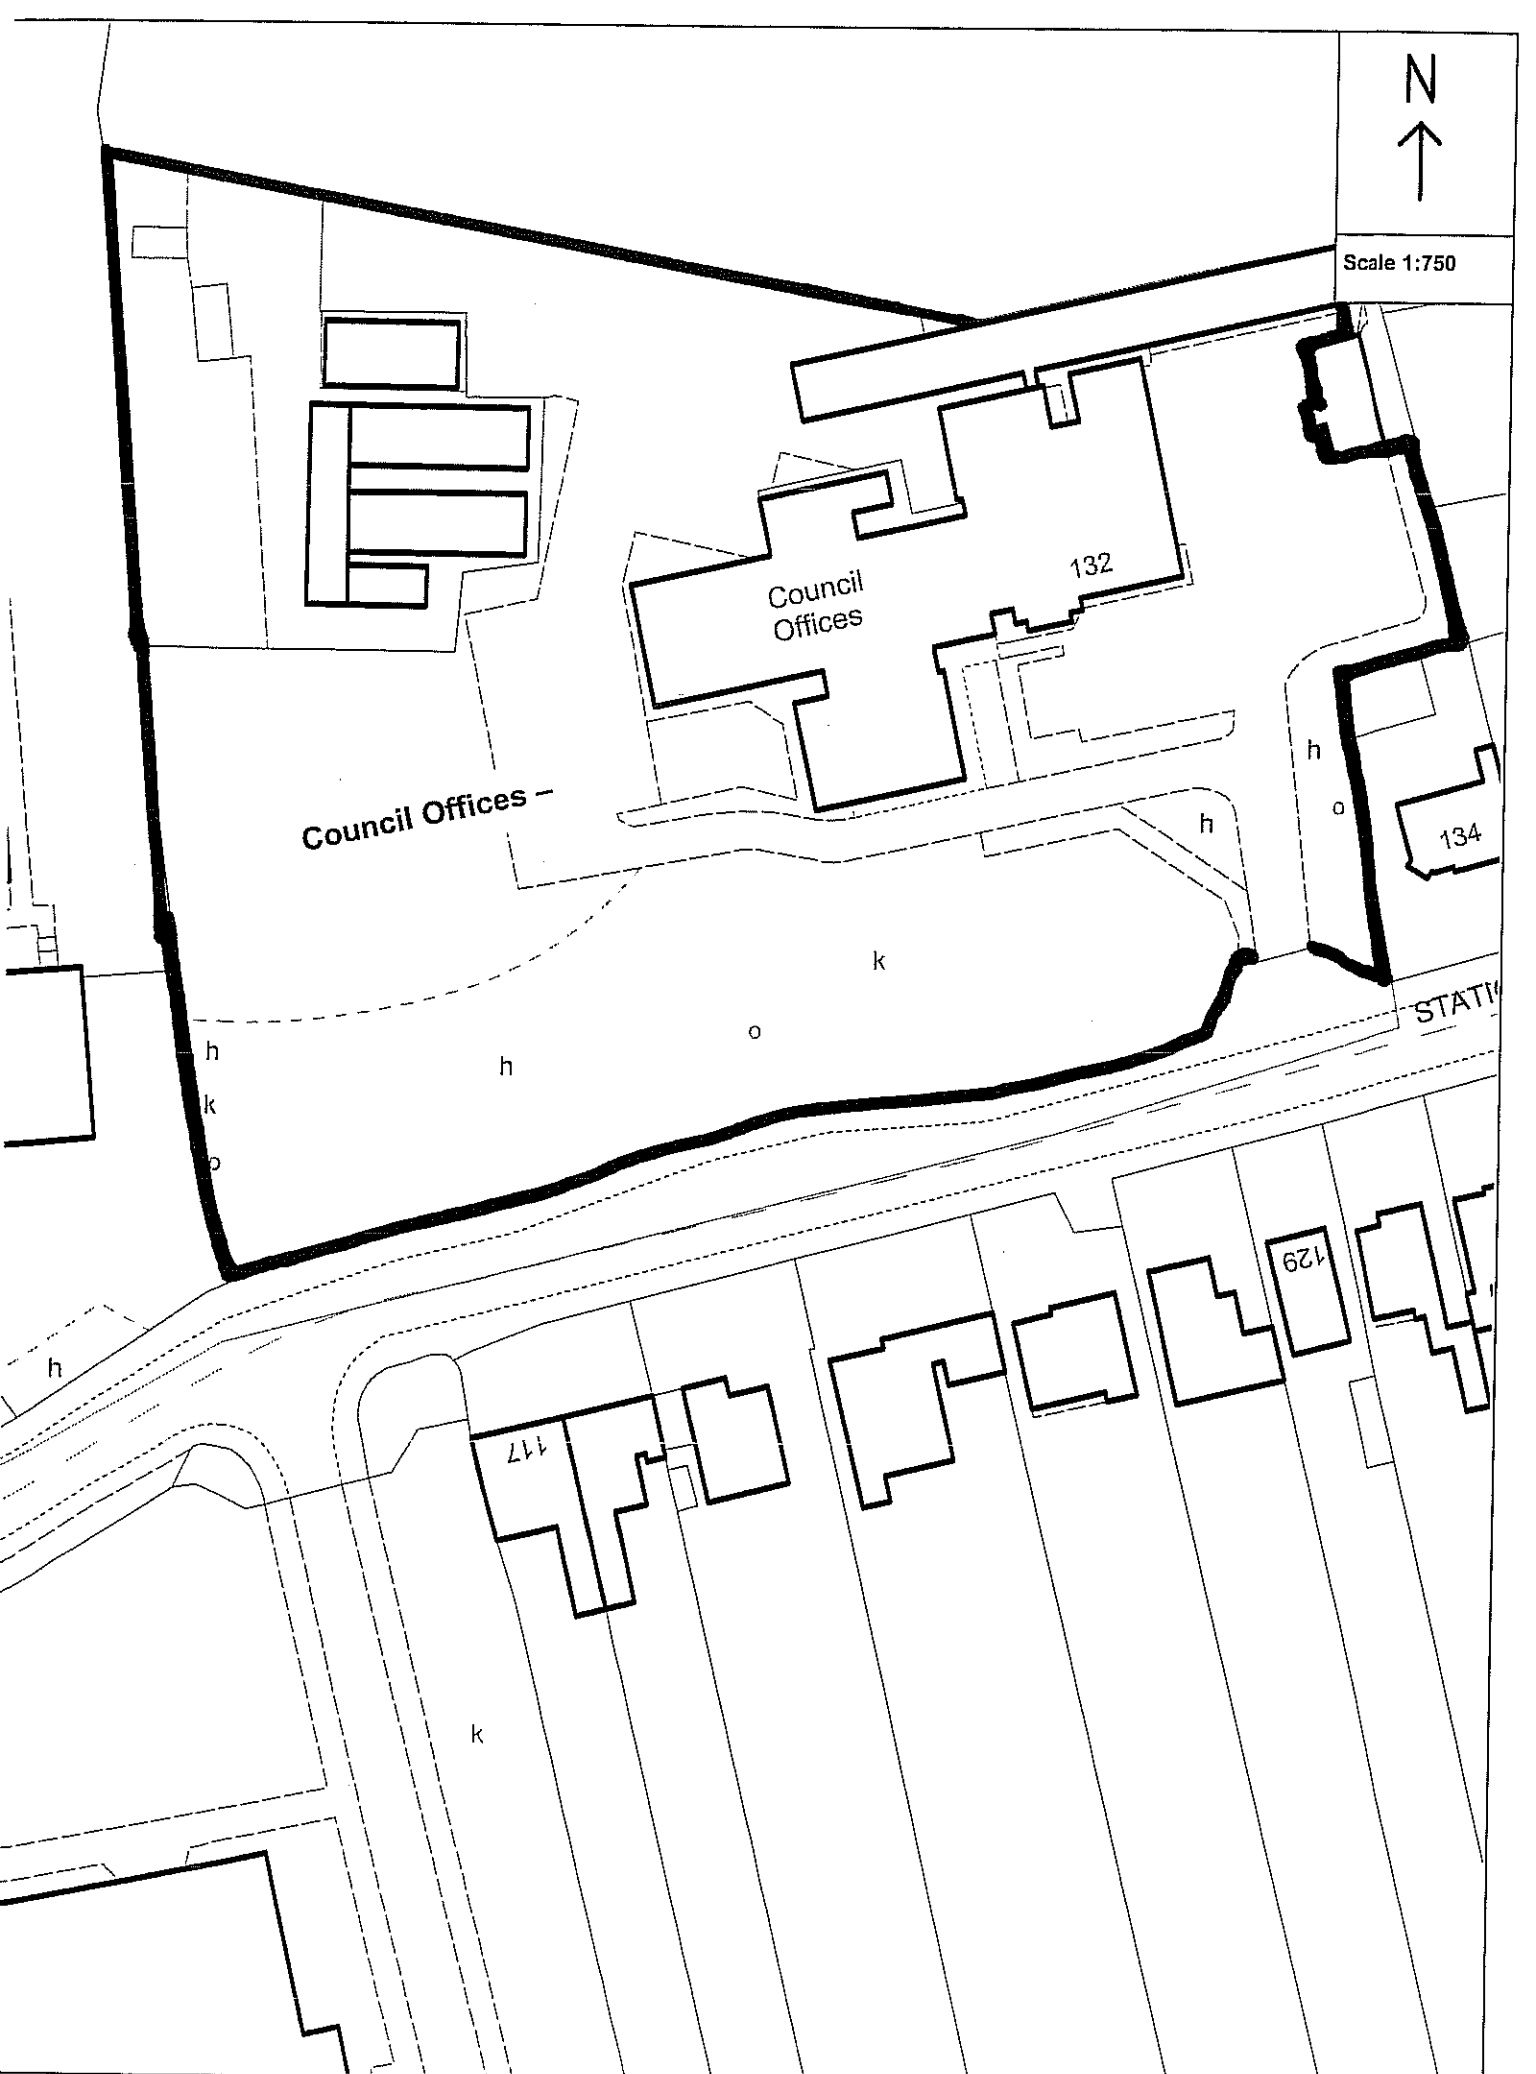 N
Scale 1:750
132
Council
Offices
h
Council Offices –
o
h
134
k
STATI
o
h
h
k
o
129
h
117
k